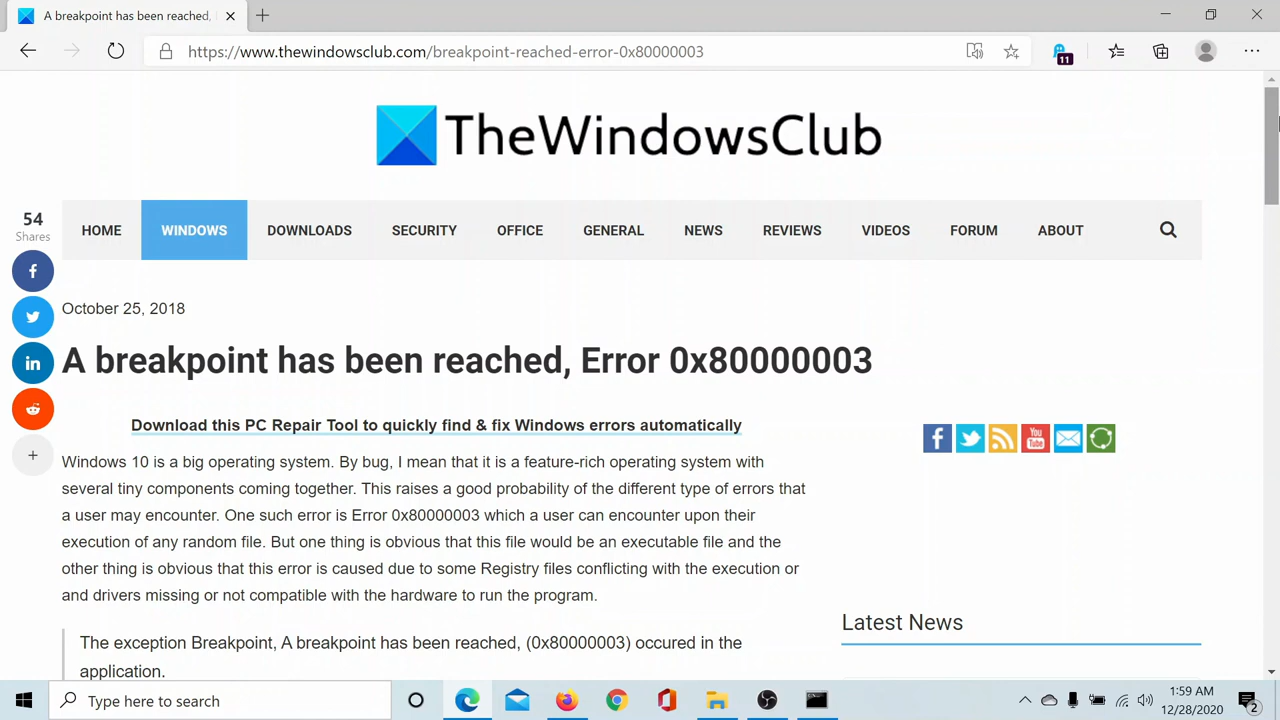 A breakpoint has been reached,
https://www.thewindowsclub.com/breakpoint-reached-error-0x80000003
11
TheWindowsClub
HOME WINDOWS DOWNLOADS SECURITY OFFICE GENERAL NEWS REVIEWS VIDEOS FORUM ABOUT
54
Shares
October 25, 2018
A breakpoint has been reached, Error 0x80000003
Download this PC Repair Tool to quickly find & fix Windows errors automatically
Windows 10 is a big operating system. By bug, I mean that it is a feature-rich operating system with
several tiny components coming together. This raises a good probability of the different type of errors that
a user may encounter. One such error is Error 0x80000003 which a user can encounter upon their
execution of any random file. But one thing is obvious that this file would be an executable file and the
other thing is obvious that this error is caused due to some Registry files conflicting with the execution or
and drivers missing or not compatible with the hardware to run the program.
The exception Breakpoint, A breakpoint has been reached, (0x80000003) occured in the
application.
You Tube
Latest News
Type here to search
1:59 AM
12/28/2020
2